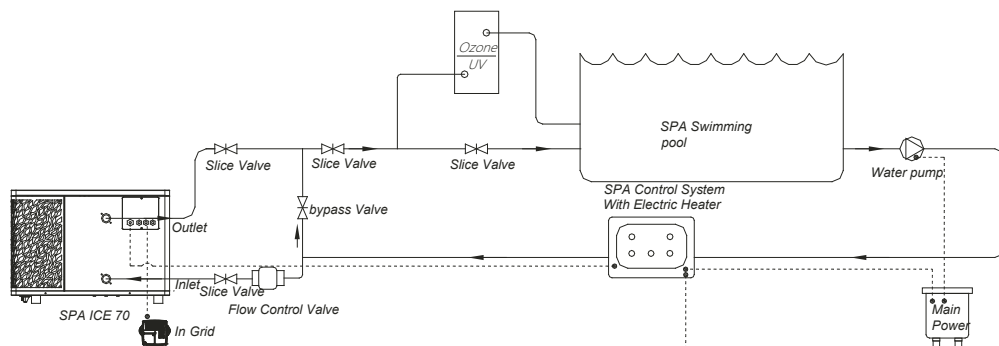 Ozone
UV
SPA Swimming
pool
Slice Valve
Slice Valve
Slice Valve
Water pump
SPA Control System
With Electric Heater
bypass Valve
Outlet
Inlet
Slice Valve
Flow Control Valve
SPA ICE 70
In Grid
Main
Power